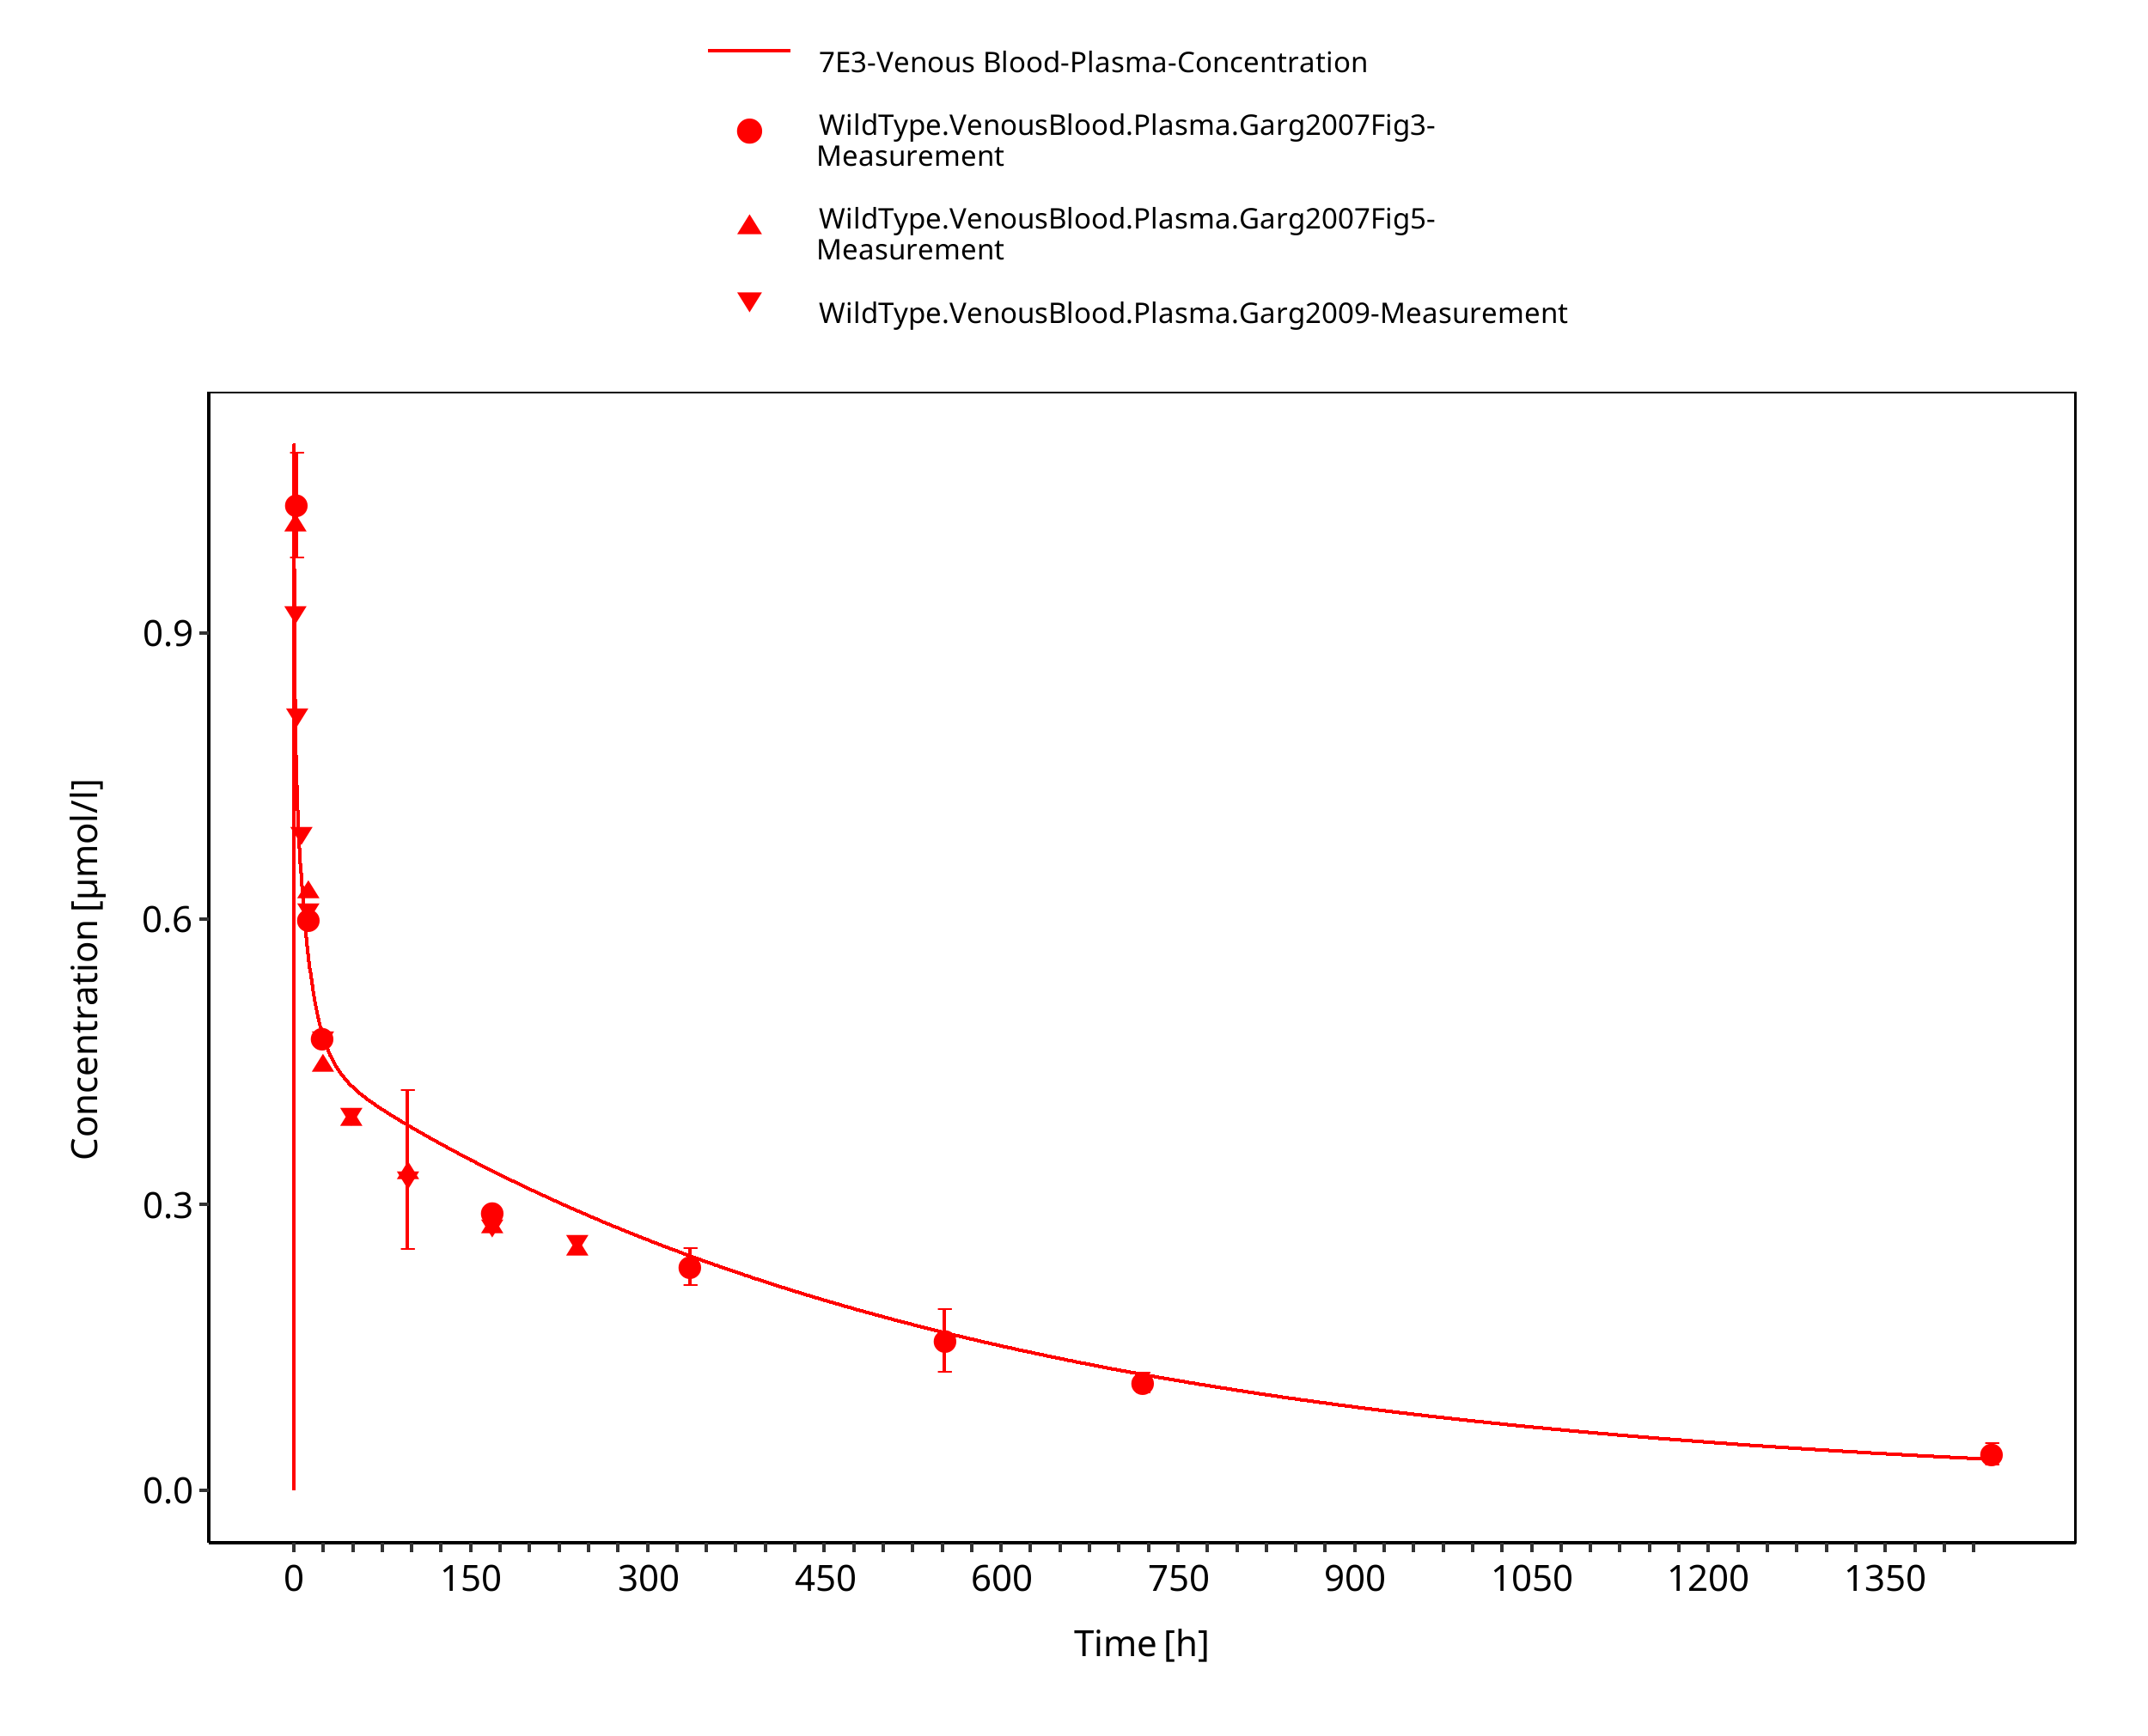 7E3-Venous Blood-Plasma-Concentration
WildType.VenousBlood.Plasma.Garg2007Fig3-
Measurement
WildType.VenousBlood.Plasma.Garg2007Fig5-
Measurement
WildType.VenousBlood.Plasma.Garg2009-Measurement
Concentration [µmol/l]
0.9
0.6
0.3
0.0
0 150 300 450 600 750 900 1050 1200 1350
Time [h]